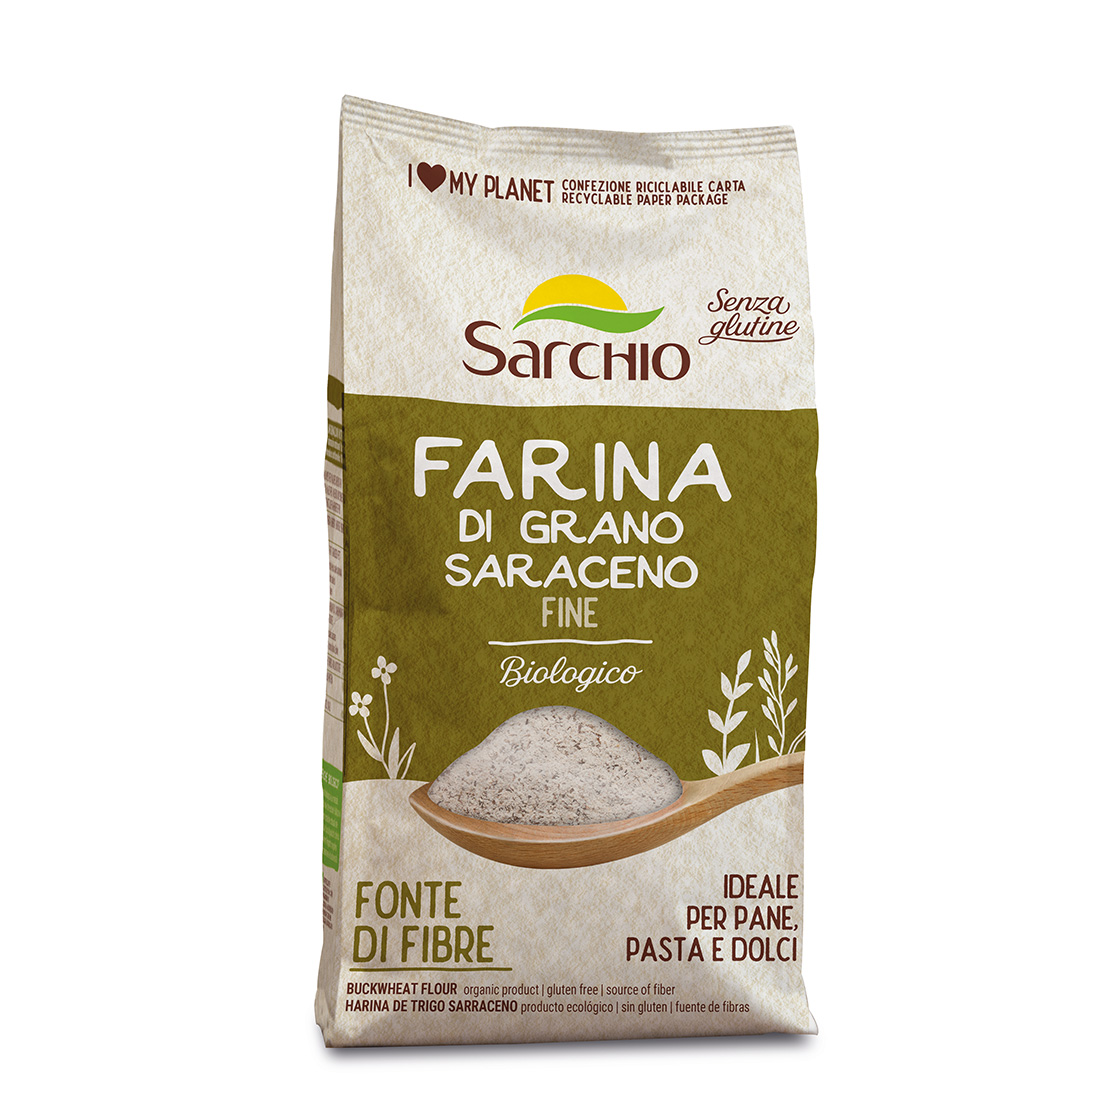 I ♥ MY PLANET
CONFEZIONE RICICLABILE CARTA
RECYCLABLE PAPER PACKAGE
Senza
glutine
Sarchio
FARINA
DI GRANO
SARACENO
FINE
Biologico
FONTE
DI FIBRE
IDEALE
PER PANE,
PASTA E DOLCI
BUCKWHEAT FLOUR organic product | gluten free | source of fiber
HARINA DE TRIGO SARRACENO producto ecológico | sin gluten | fuente de fibras